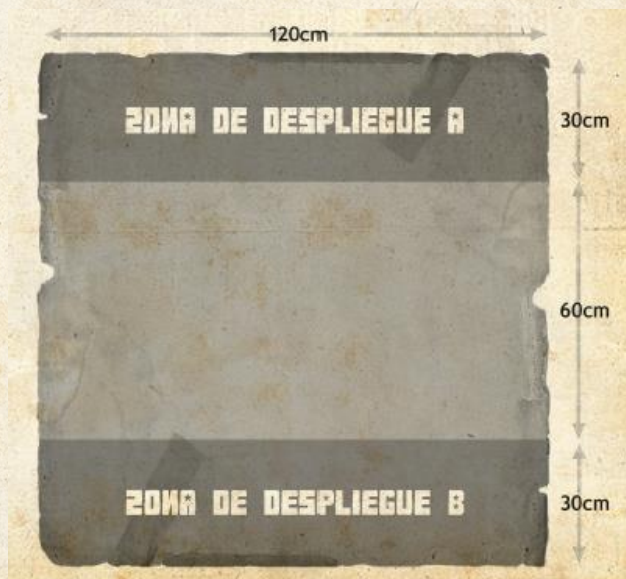 120cm
ZONA DE DESPLIEGUE A
30cm
60cm
ZONA DE DESPLIEGUE B
30cm